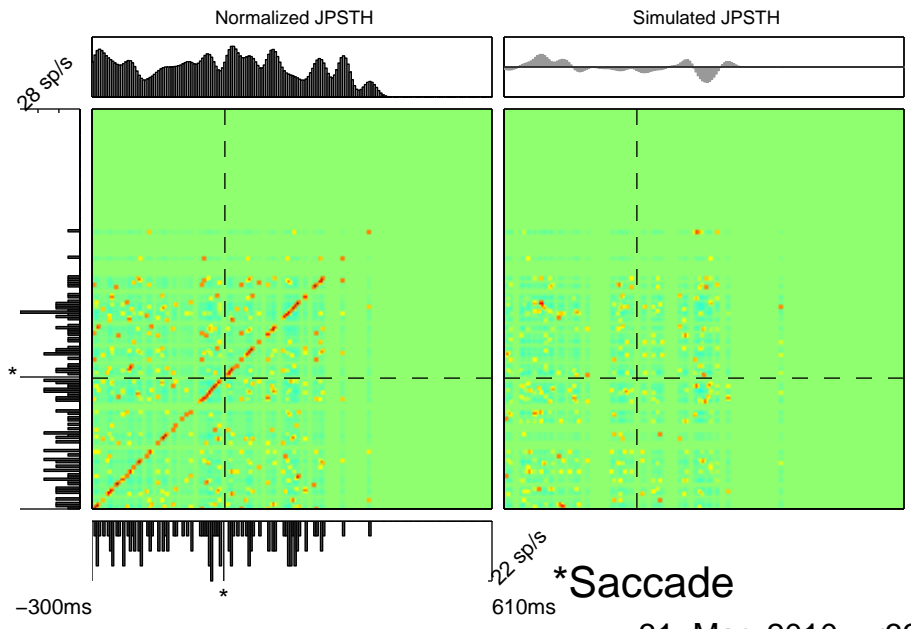 Normalized JPSTH
Simulated JPSTH
28 sp/s
*
22 sp/s
*
*Saccade
−300ms
610ms